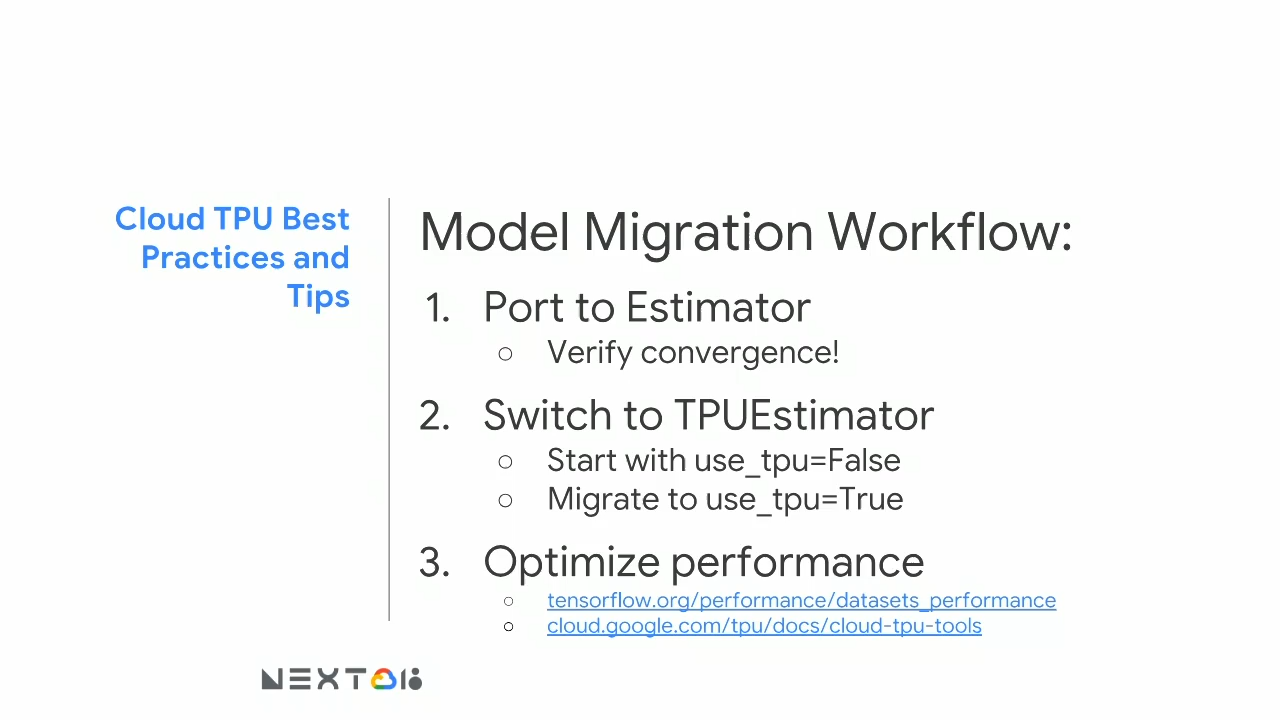 Cloud TPU Best
Practices and
Tips
Model Migration Workflow:
1. Port to Estimator
○ Verify convergence!
2. Switch to TPUEstimator
○ Start with use_tpu=False
○ Migrate to use_tpu=True
3. Optimize performance
○ tensorflow.org/performance/datasets_performance
○ cloud.google.com/tpu/docs/cloud-tpu-tools
NEXT 18